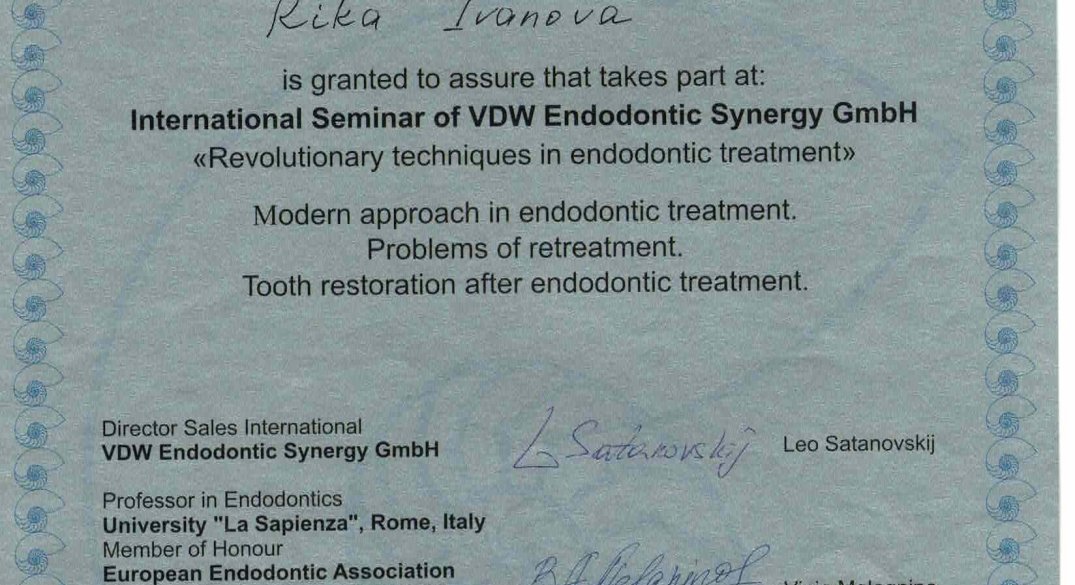 Rika Ivanova
is granted to assure that takes part at:
International Seminar of VDW Endodontic Synergy GmbH
«Revolutionary techniques in endodontic treatment»
Modern approach in endodontic treatment.
Problems of retreatment.
Tooth restoration after endodontic treatment.
Director Sales International
VDW Endodontic Synergy GmbH
L Satanovskij
Leo Satanovskij
Professor in Endodontics
University "La Sapienza", Rome, Italy
Member of Honour
European Endodontic Association